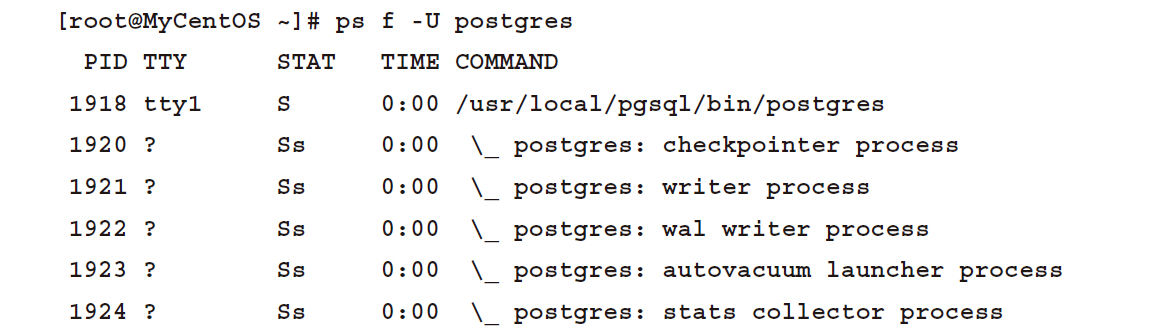 [root@MyCentOS ~]# ps f -U postgres
PID TTY STAT TIME COMMAND
1918 tty1 S 0:00 /usr/local/pgsql/bin/postgres
1920 ? Ss 0:00 \_ postgres: checkpointer process
1921 ? Ss 0:00 \_ postgres: writer process
1922 ? Ss 0:00 \_ postgres: wal writer process
1923 ? Ss 0:00 \_ postgres: autovacuum launcher process
1924 ? Ss 0:00 \_ postgres: stats collector process